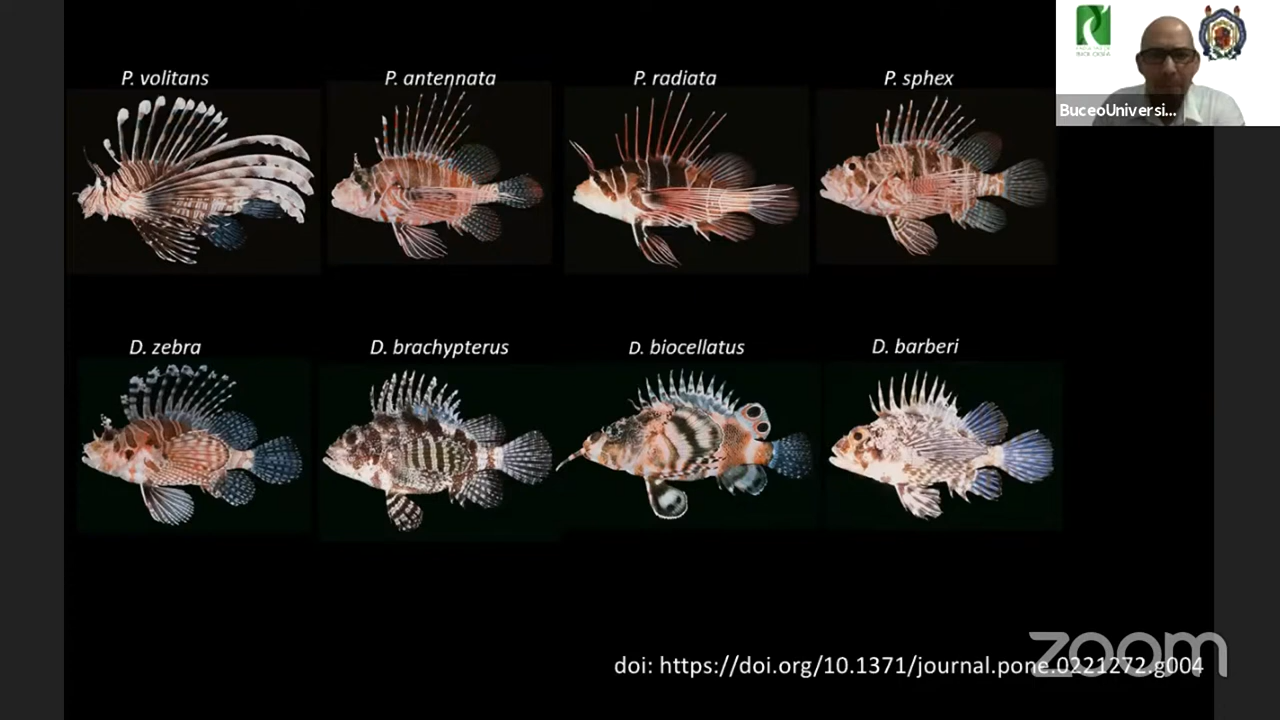 P. volitans
P. antennata
P. radiata
P. sphex
BuceoUniversi...
D. zebra
D. brachypterus
D. biocellatus
D. barberi
zoom
doi: https://doi.org/10.1371/journal.pone.0221272.g004